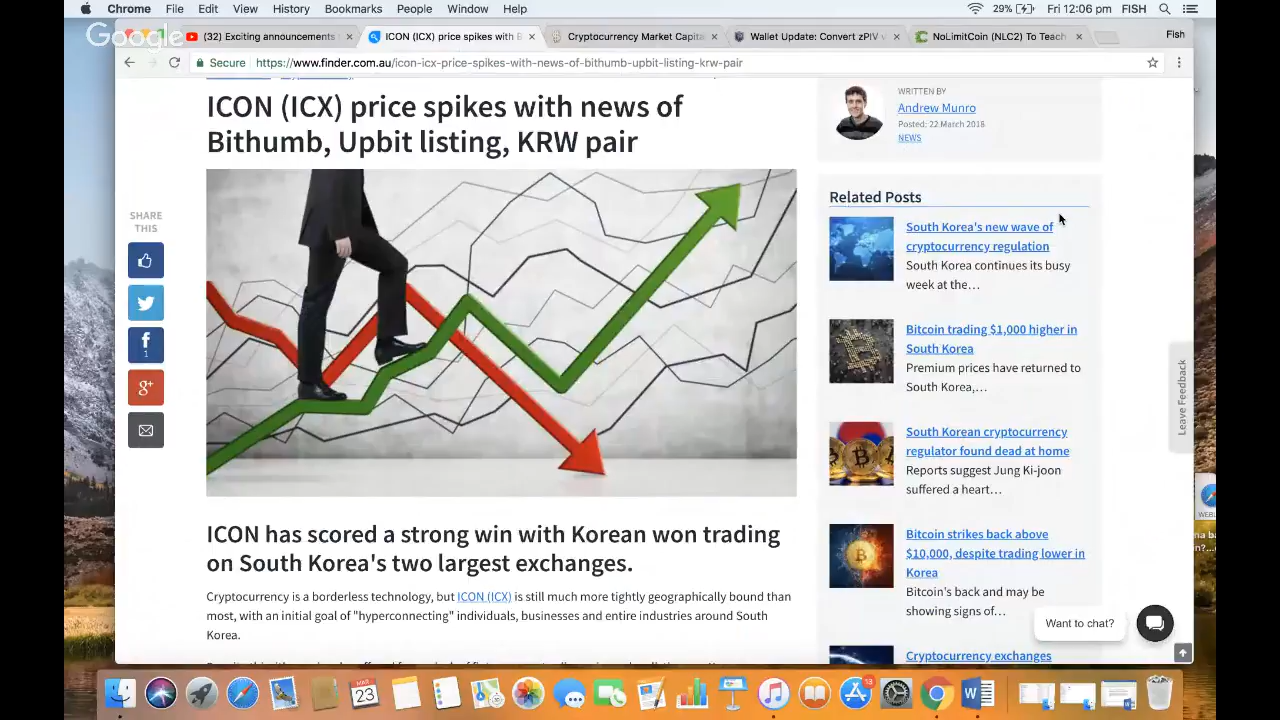 Chrome File Edit View History Bookmarks People Window Help 29% Fri 12:06 pm FISH
Google
(32) Exciting announcements ICON (ICX) price spikes with Cryptocurrency Market Capita Wallet Update: Convert zPV NoLimitCoin (NLC2) To Teach Fish
Secure https://www.finder.com.au/icon-icx-price-spikes-with-news-of-bithumb-upbit-listing-krw-pair
ICON (ICX) price spikes with news of
Bithumb, Upbit listing, KRW pair
WRITTEN BY
Andrew Munro
Posted: 22 March 2018
NEWS
SHARE
THIS
f
1
g+
Related Posts
South Korea's new wave of
cryptocurrency regulation
South Korea continues its busy
week at the…
Bitcoin trading $1,000 higher in
South Korea
Premium prices have returned to
South Korea,…
South Korean cryptocurrency
regulator found dead at home
Reports suggest Jung Ki-joon
suffered a heart…
Bitcoin strikes back above
$10,000, despite trading lower in
Korea
Bitcoin's back and may be
showing signs of…
Cryptocurrency exchanges
Leave Feedback
Want to chat?
ICON has scored a strong win with Korean won trading
on South Korea's two largest exchanges.
Cryptocurrency is a borderless technology, but ICON (ICX) is still much more tightly geographically bound than
most, with an initial goal of "hyperconnecting" individuals, businesses and entire industries around South
Korea.
MAR
23
33
W